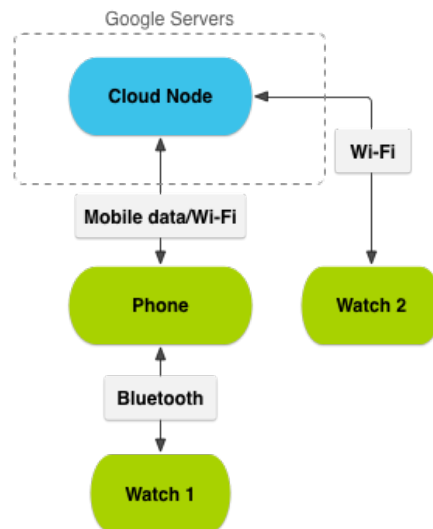 Google Servers
Cloud Node
Wi-Fi
Mobile data/Wi-Fi
Phone
Watch 2
Bluetooth
Watch 1